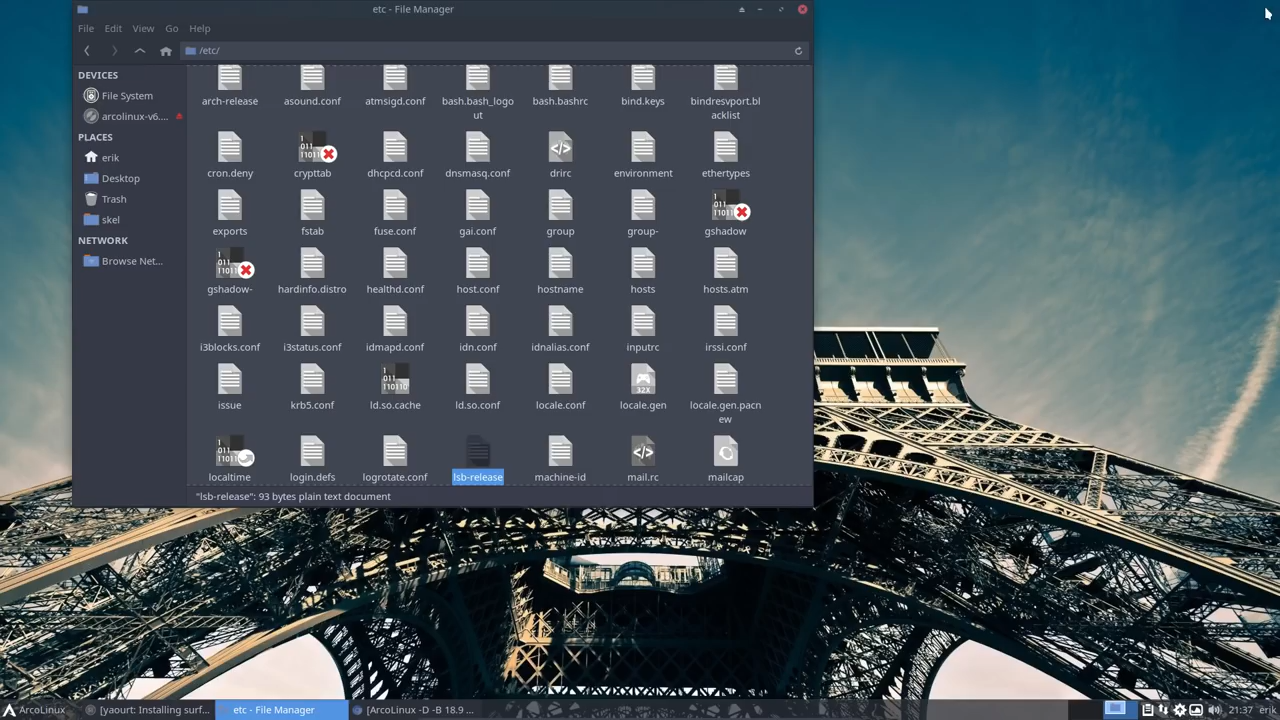 etc - File Manager
File Edit View Go Help
/etc/
DEVICES
File System
arcolinux-v6....
PLACES
erik
Desktop
Trash
skel
NETWORK
Browse Net...
arch-release asound.conf atmsigd.conf bash.bash_logo bash.bashrc bind.keys bindresvport.bl
ut acklist
cron.deny crypttab dhcpcd.conf dnsmasq.conf drirc environment ethertypes
exports fstab fuse.conf gai.conf group group- gshadow
gshadow- hardinfo.distro healthd.conf host.conf hostname hosts hosts.atm
i3blocks.conf i3status.conf idmapd.conf idn.conf idnalias.conf inputrc irssi.conf
32X
issue krb5.conf ld.so.cache ld.so.conf locale.conf locale.gen locale.gen.pacn
ew
localtime login.defs logrotate.conf lsb-release machine-id mail.rc mailcap
"lsb-release": 93 bytes plain text document
ArcoLinux [yaourt: Installing surf... etc - File Manager [ArcoLinux -D -B 18.9 ... 21:37 erik